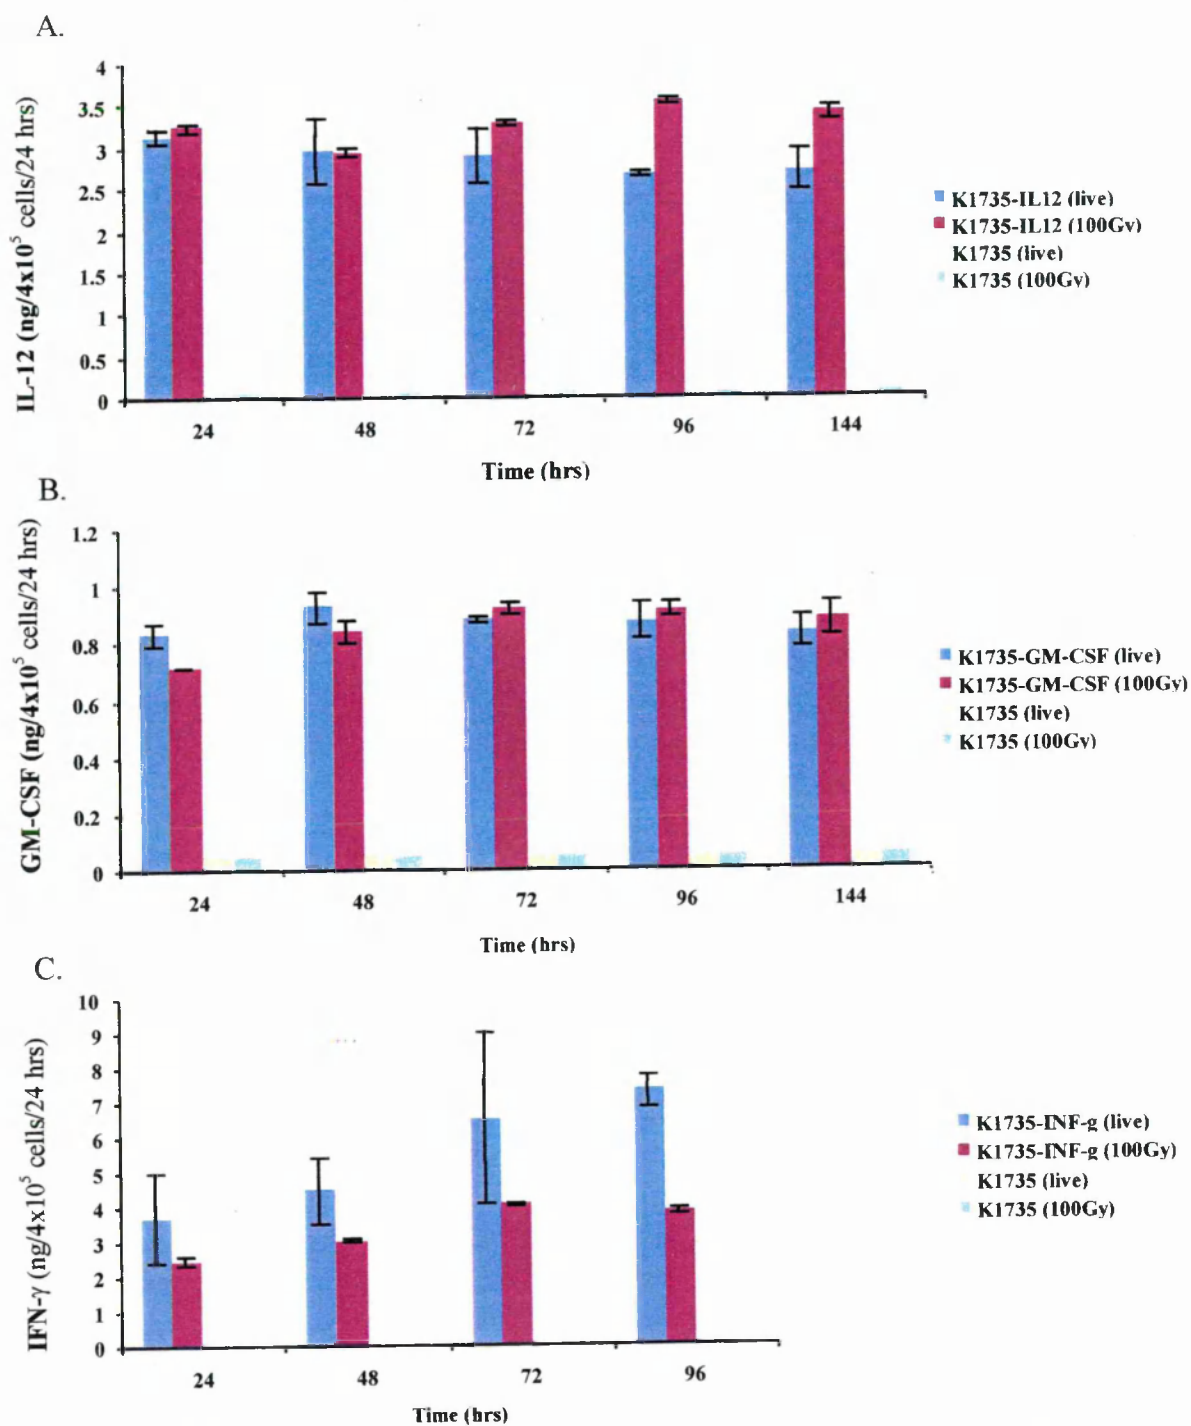 A.
IL-12 (ng/4x10⁵ cells/24 hrs)
4
3.5
3
2.5
2
1.5
1
0.5
0
24
48
72
96
144
Time (hrs)
K1735-IL12 (live)
K1735-IL12 (100Gv)
K1735 (live)
K1735 (100Gv)
B.
GM-CSF (ng/4x10⁵ cells/24 hrs)
1.2
1
0.8
0.6
0.4
0.2
0
24
48
72
96
144
Time (hrs)
K1735-GM-CSF (live)
K1735-GM-CSF (100Gy)
K1735 (live)
K1735 (100Gv)
C.
IFN-γ (ng/4x10⁵ cells/24 hrs)
10
9
8
7
6
5
4
3
2
1
0
24
48
72
96
Time (hrs)
K1735-INF-g (live)
K1735-INF-g (100Gy)
K1735 (live)
K1735 (100Gy)